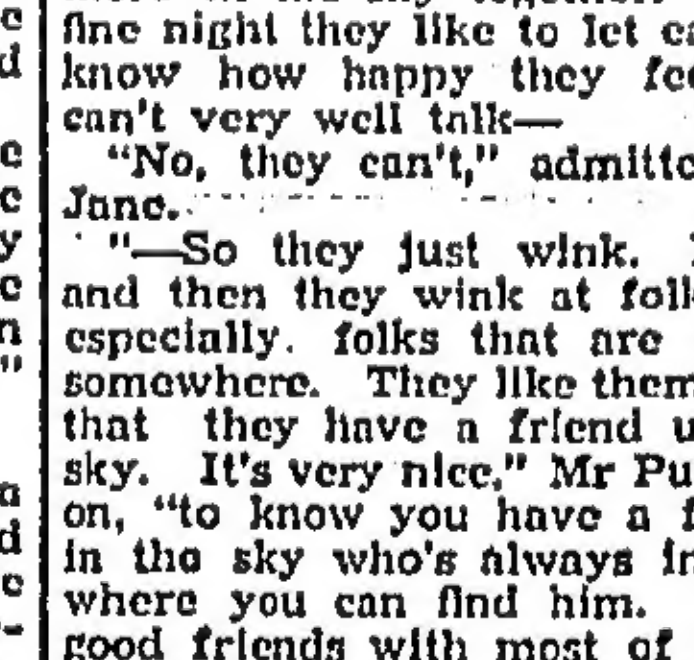 fine night they like to let
know how happy they
can't very well talk—
"No, they can't," admitte
Jane.
"—So they just wink.
and then they wink at folk
especially. folks that are
somewhere. They like them
that they have a friend u
sky. It's very nice," Mr Pu
on, "to know you have a f
in the sky who's always in
where you can find him.
good friends with most of